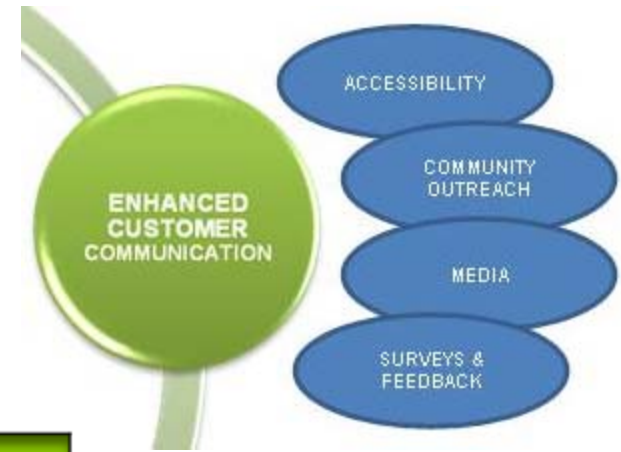 ENHANCED
CUSTOMER
COMMUNICATION
ACCESSIBILITY
COMMUNITY
OUTREACH
MEDIA
SURVEYS &
FEEDBACK